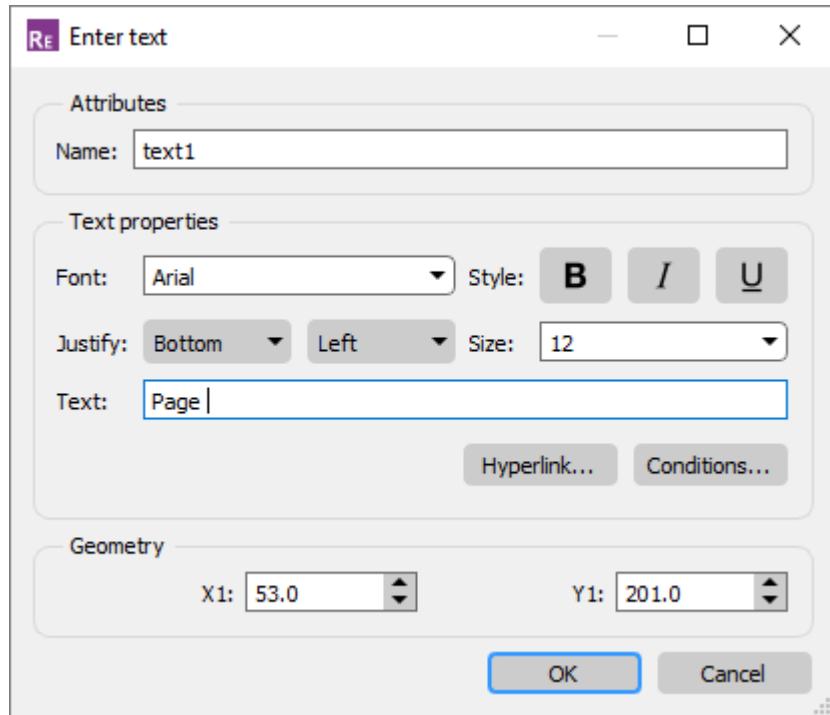 RE Enter text
Attributes
Name: text1
Text properties
Font: Arial Style: B I U
Justify: Bottom Left Size: 12
Text: Page
Hyperlink... Conditions...
Geometry
X1: 53.0 Y1: 201.0
OK Cancel